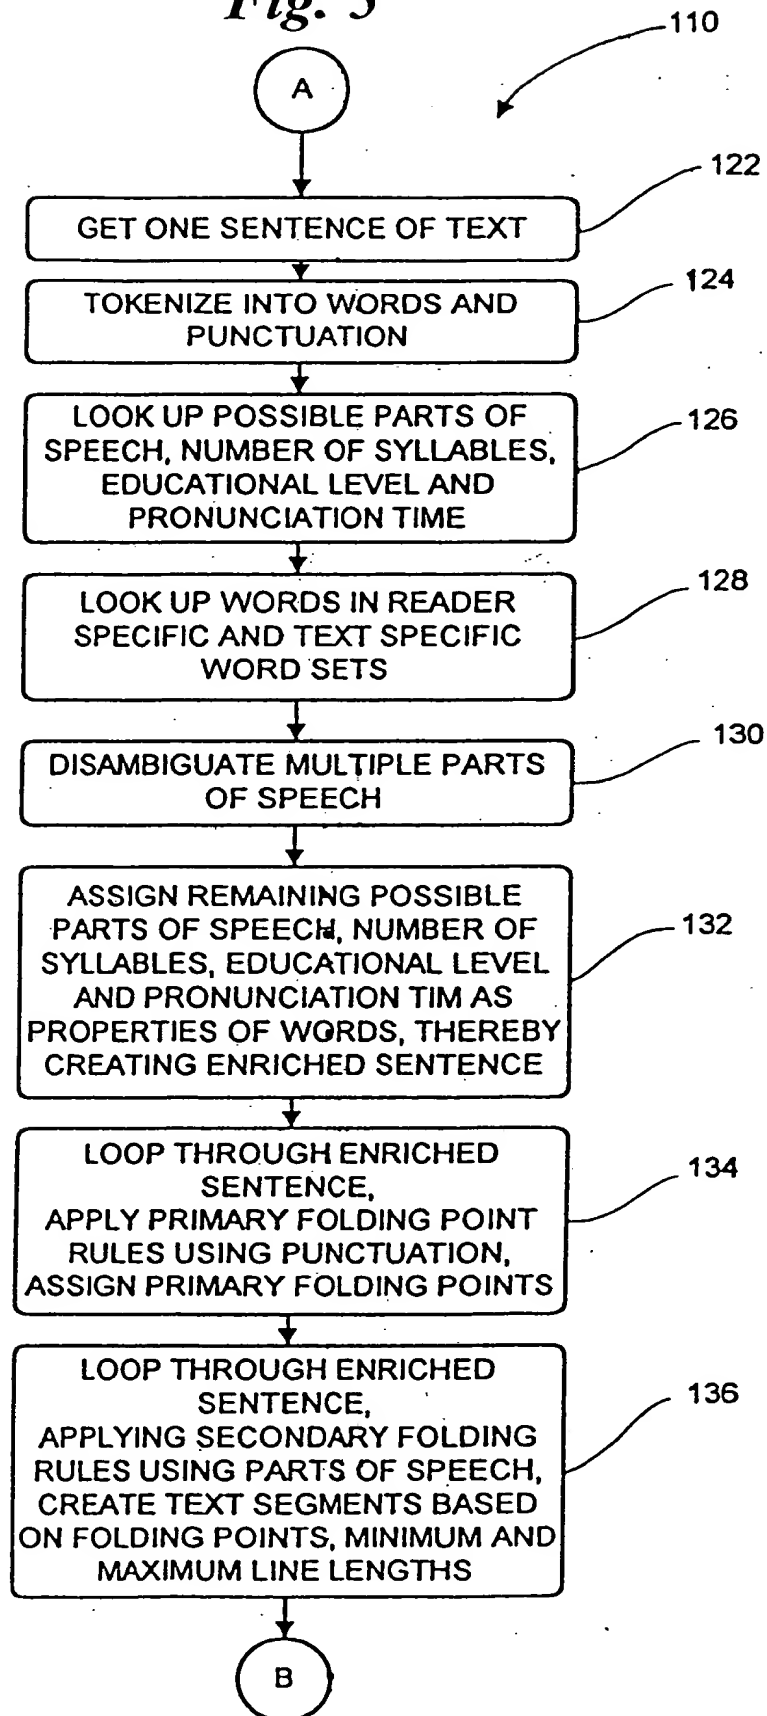 Fig. 3
110
A
122
GET ONE SENTENCE OF TEXT
124
TOKENIZE INTO WORDS AND
PUNCTUATION
126
LOOK UP POSSIBLE PARTS OF
SPEECH, NUMBER OF SYLLABLES,
EDUCATIONAL LEVEL AND
PRONUNCIATION TIME
128
LOOK UP WORDS IN READER
SPECIFIC AND TEXT SPECIFIC
WORD SETS
130
DISAMBIGUATE MULTIPLE PARTS
OF SPEECH
132
ASSIGN REMAINING POSSIBLE
PARTS OF SPEECH, NUMBER OF
SYLLABLES, EDUCATIONAL LEVEL
AND PRONUNCIATION TIM AS
PROPERTIES OF WORDS, THEREBY
CREATING ENRICHED SENTENCE
134
LOOP THROUGH ENRICHED
SENTENCE,
APPLY PRIMARY FOLDING POINT
RULES USING PUNCTUATION,
ASSIGN PRIMARY FOLDING POINTS
136
LOOP THROUGH ENRICHED
SENTENCE,
APPLYING SECONDARY FOLDING
RULES USING PARTS OF SPEECH,
CREATE TEXT SEGMENTS BASED
ON FOLDING POINTS, MINIMUM AND
MAXIMUM LINE LENGTHS
B